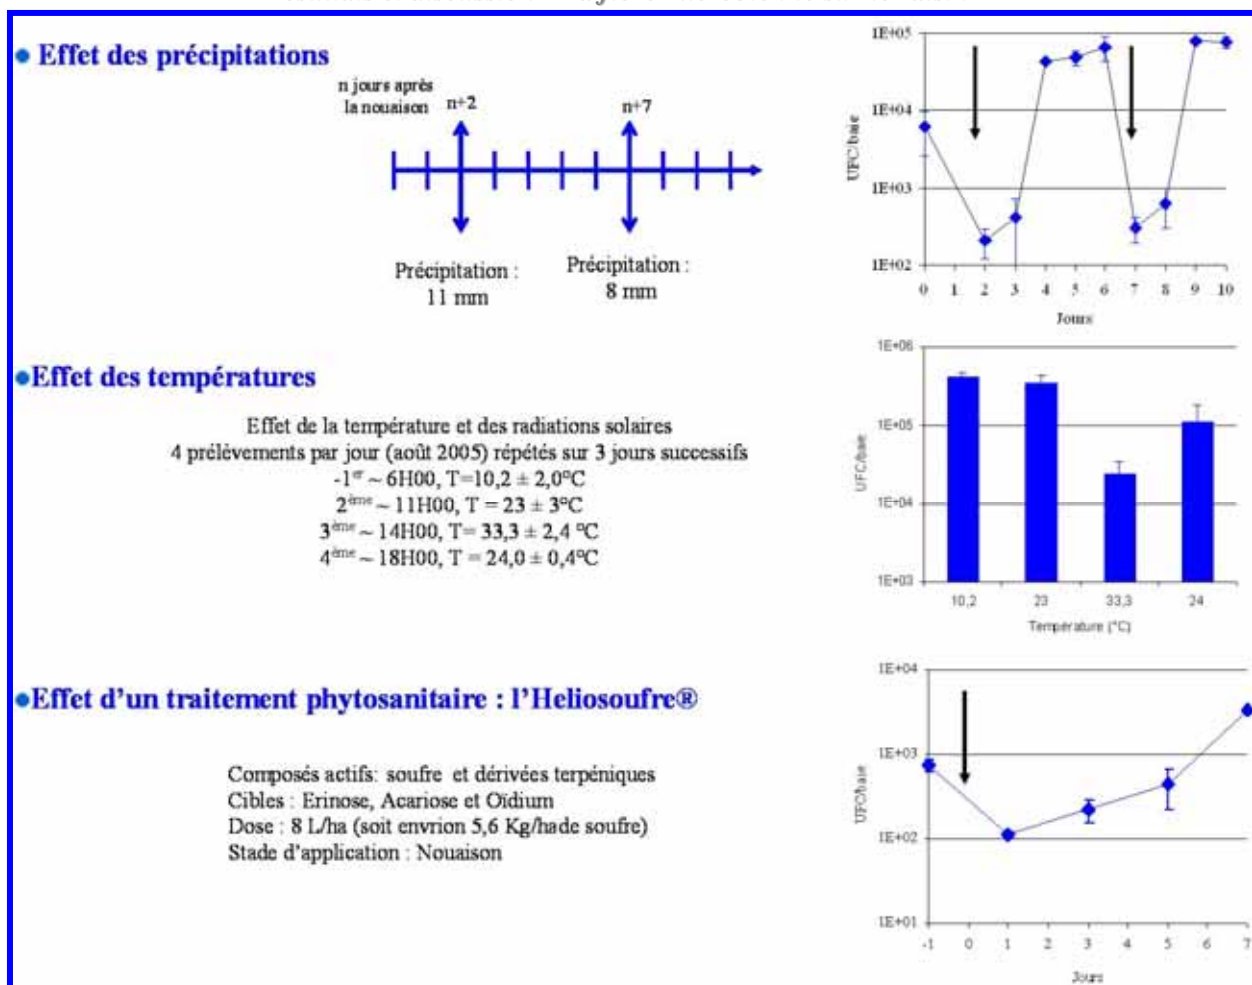 Effet des précipitations
n jours après
la nouaison
n+2
n+7
Précipitation :
11 mm
Précipitation :
8 mm
UFC/baie
1E+05
1E+04
1E+03
1E+02
0 1 2 3 4 5 6 7 8 9 10
Jours
Effet des températures
Effet de la température et des radiations solaires
4 prélèvements par jour (août 2005) répétés sur 3 jours successifs
-1er ~ 6H00, T=10,2 ± 2,0°C
2ème ~ 11H00, T = 23 ± 3°C
3ème ~ 14H00, T= 33,3 ± 2,4 °C
4ème ~ 18H00, T = 24,0 ± 0,4°C
UFC/baie
1E+06
1E+05
1E+04
1E+03
10,2 23 33,3 24
Température (°C)
Effet d'un traitement phytosanitaire : l'Heliosoufre®
Composés actifs: soufre et dérivées terpéniques
Cibles : Erinose, Acariose et Oïdium
Dose : 8 L/ha (soit envrion 5,6 Kg/hade soufre)
Stade d'application : Nouaison
UFC/baie
1E+04
1E+03
1E+02
1E+01
-1 0 1 2 3 4 5 6 7
Jours